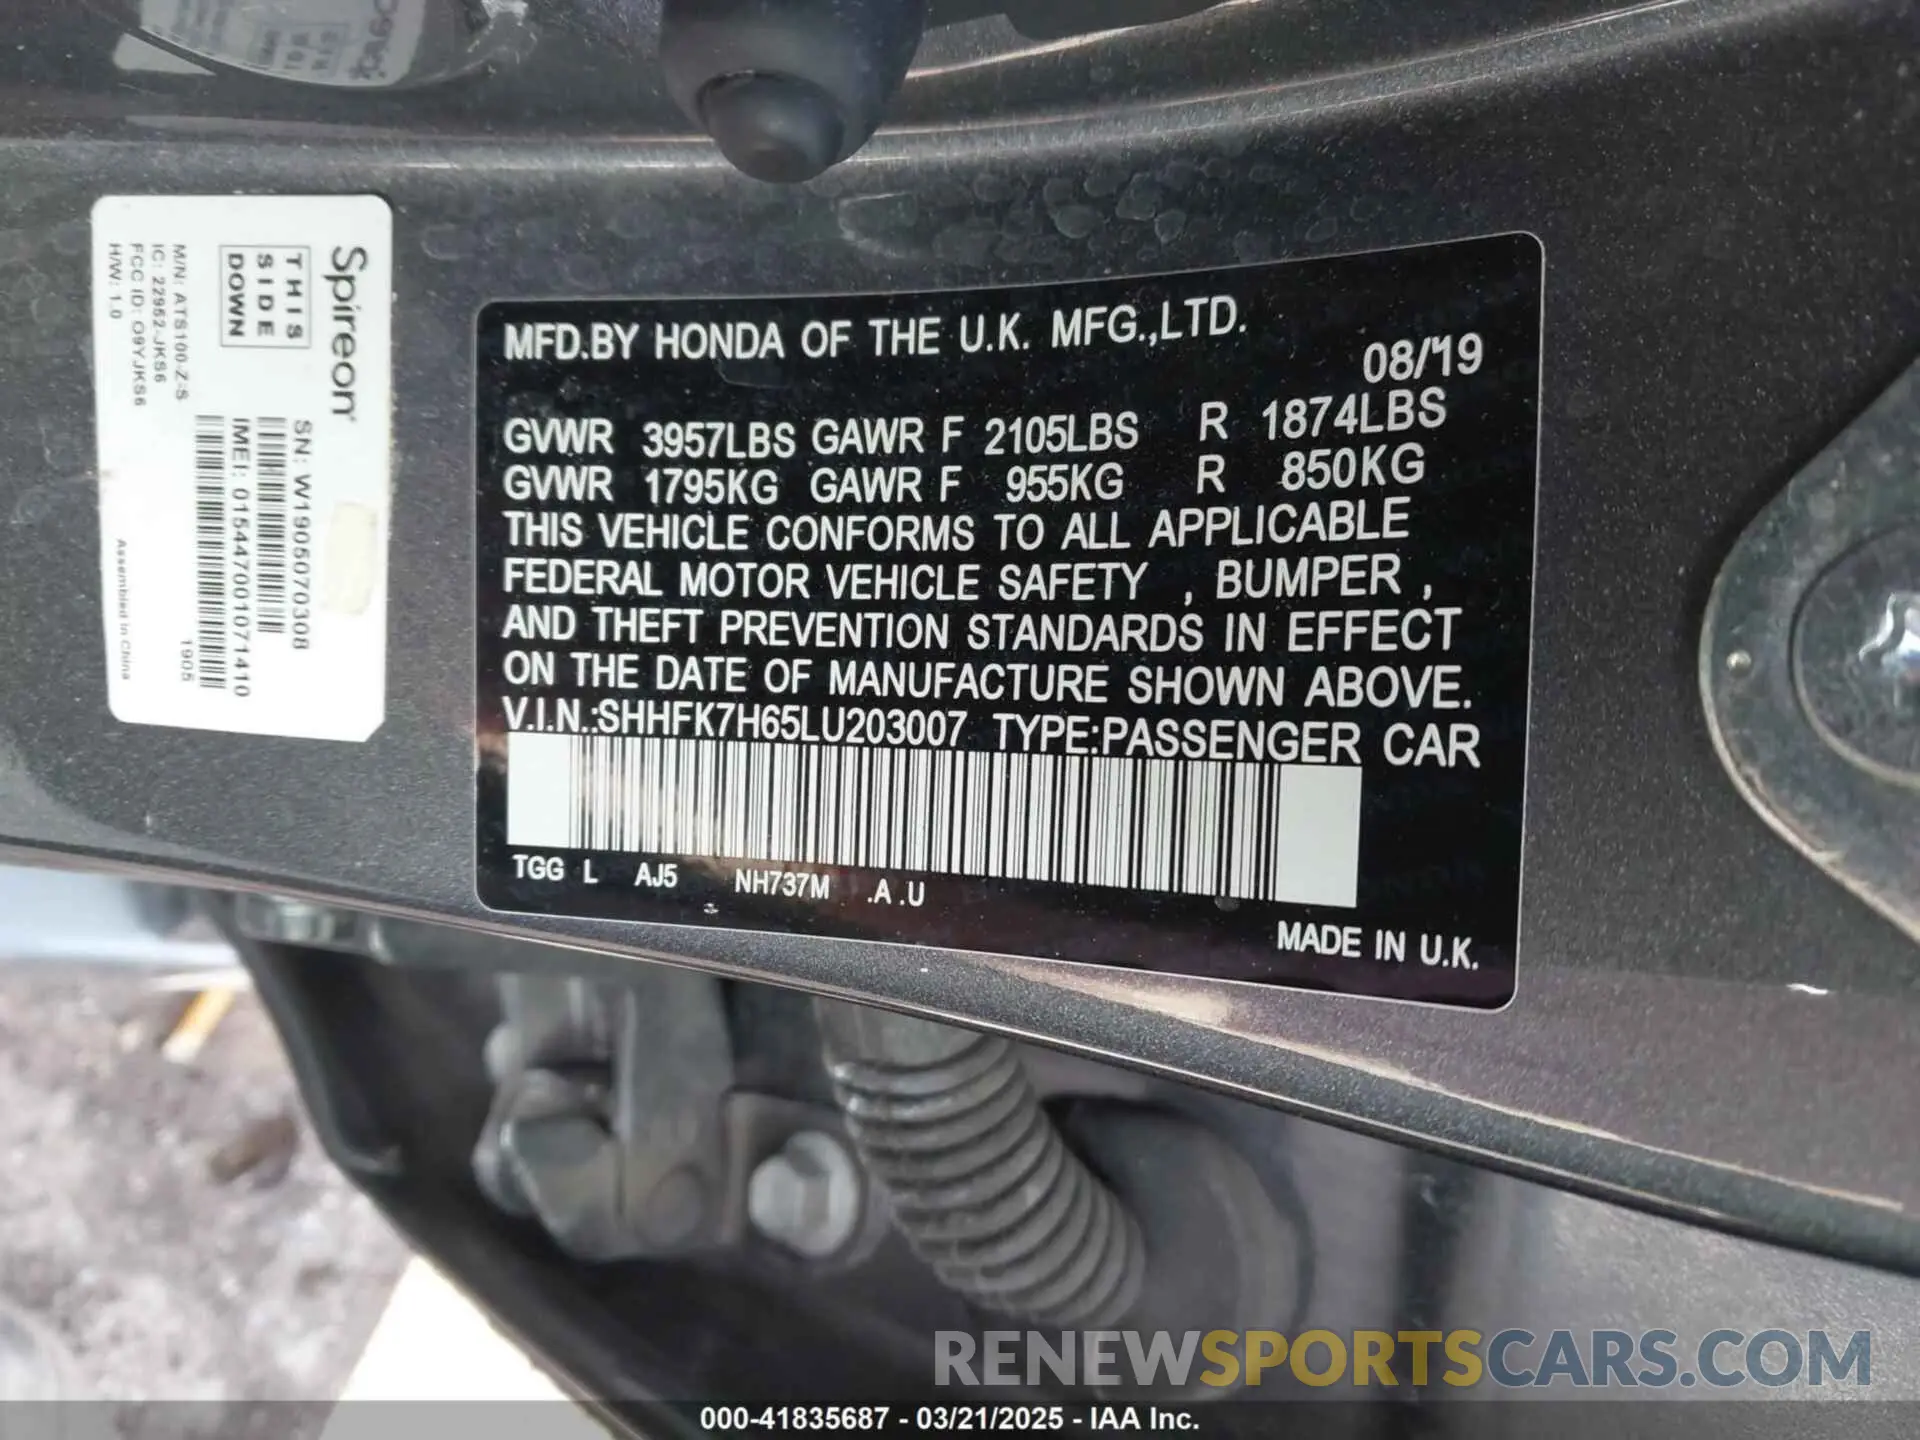 Spireon
THIS
SIDE
DOWN
M/N: ATS100-Z-S
IC: 22952-JKS6
FCC ID: O9YJKS6
H/W: 1.0
SN: W1905070308
IMEI: 015447001071410
1905
Assembled in China
MFD.BY HONDA OF THE U.K. MFG.,LTD.
08/'19
GVWR 3957LBS GAWR F 2105LBS R 1874LBS
GVWR 1795KG GAWR F 955KG R 850KG
THIS VEHICLE CONFORMS TO ALL APPLICABLE
FEDERAL MOTOR VEHICLE SAFETY , BUMPER ,
AND THEFT PREVENTION STANDARDS IN EFFECT
ON THE DATE OF MANUFACTURE SHOWN ABOVE.
V.I.N.:SHHFK7H65LU203007 TYPE:PASSENGER CAR
TGG L AJ5 NH737M .A .U
MADE IN U.K.
RENEWSPORTSCARS.COM
000-41835687 - 03/21/2025 - IAA Inc.